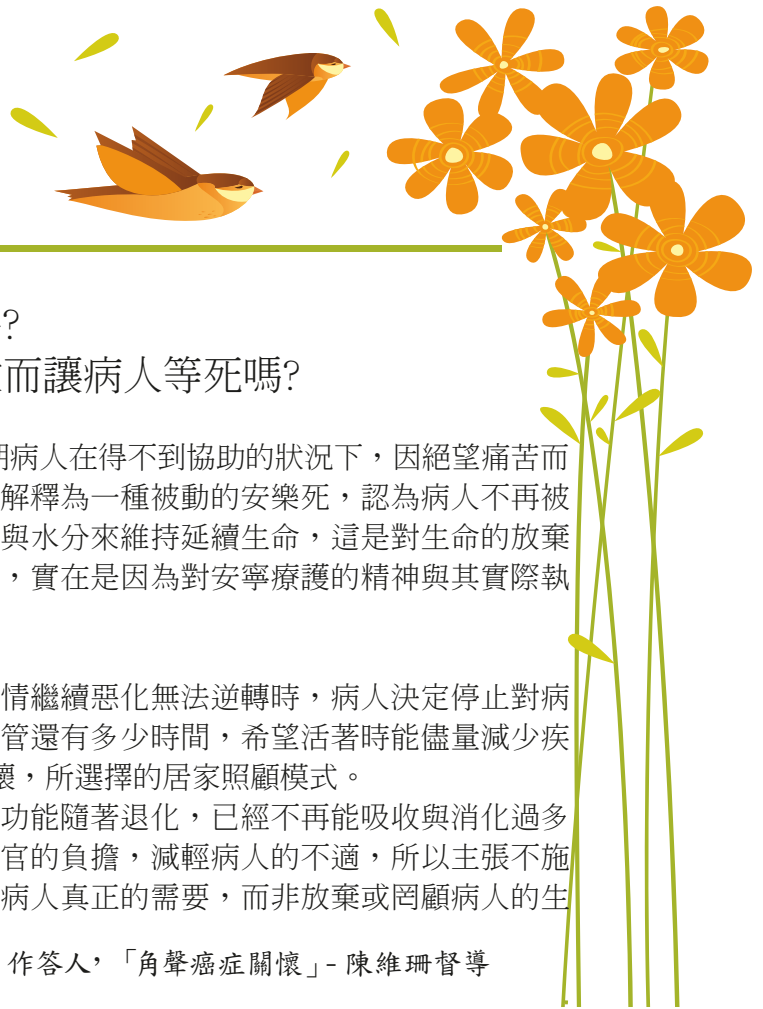 ?
而讓病人等死嗎?
期病人在得不到協助的狀況下，因絕望痛苦而
解釋為一種被動的安樂死，認為病人不再被
與水分來維持延續生命，這是對生命的放棄
，實在是因為對安寧療護的精神與其實際執
情繼續惡化無法逆轉時，病人決定停止對病
管還有多少時間，希望活著時能儘量減少疾
，所選擇的居家照顧模式。
功能隨著退化，已經不再能吸收與消化過多
官的負擔，減輕病人的不適，所以主張不施
病人真正的需要，而非放棄或罔顧病人的生
作答人，「角聲癌症關懷」- 陳維珊督導